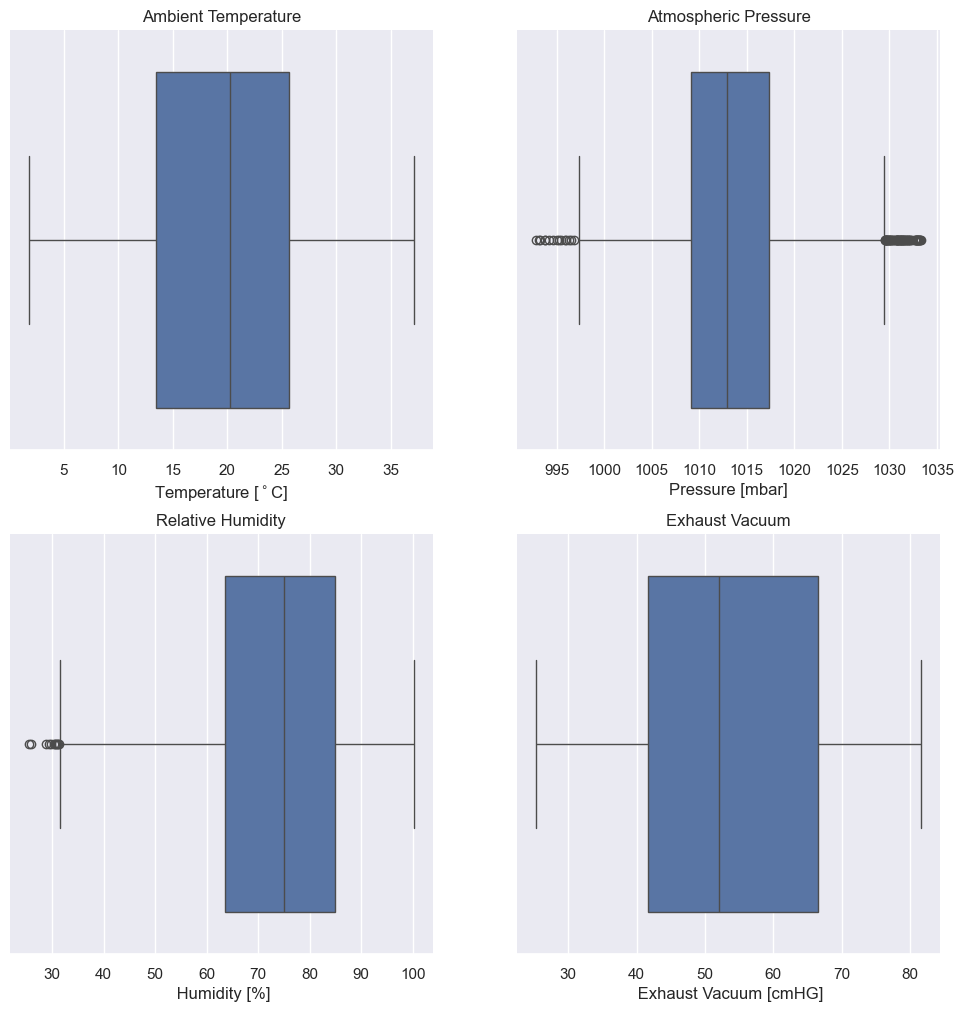 Ambient Temperature
5 10 15 20 25 30 35
Temperature [°C]
Atmospheric Pressure
995 1000 1005 1010 1015 1020 1025 1030 1035
Pressure [mbar]
Relative Humidity
30 40 50 60 70 80 90 100
Humidity [%]
Exhaust Vacuum
30 40 50 60 70 80
Exhaust Vacuum [cmHG]